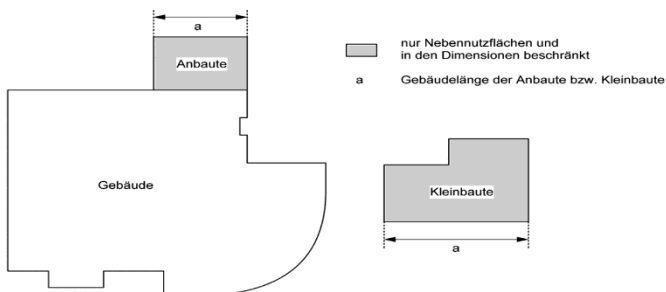 a
Anbaute
nur Nebennutzflächen und
in den Dimensionen beschränkt
a Gebäudelänge der Anbaute bzw. Kleinbaute
Gebäude
Kleinbaute
a